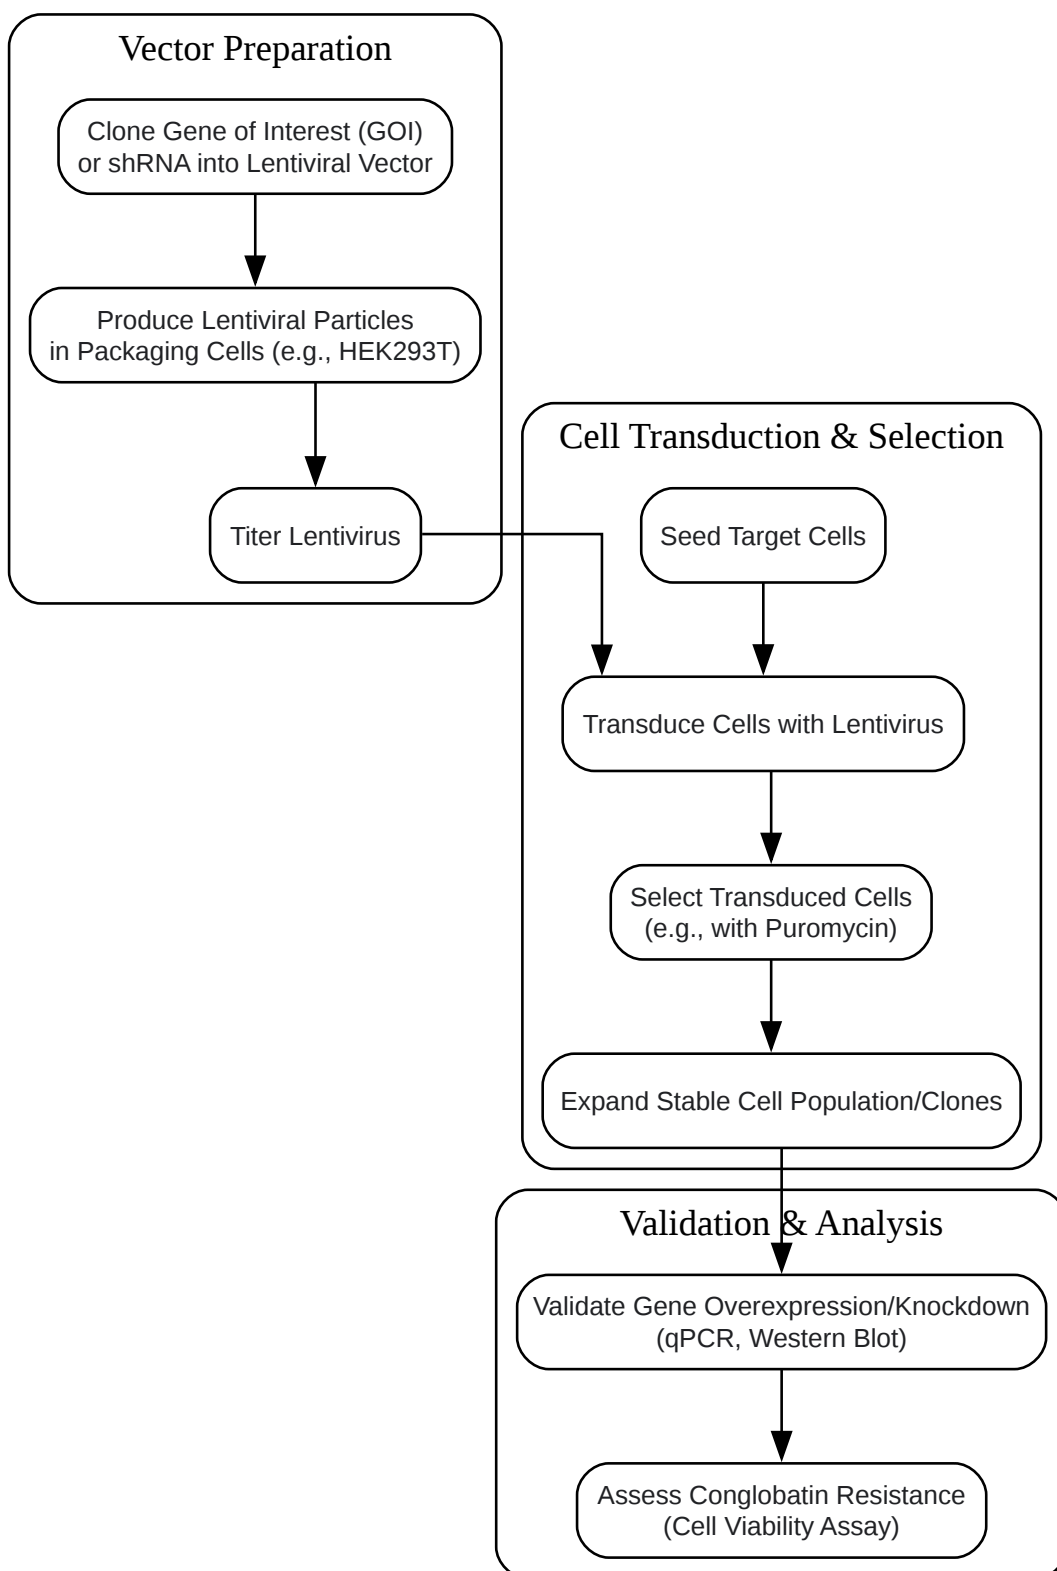 Vector Preparation
Clone Gene of Interest (GOI)
or shRNA into Lentiviral Vector
Produce Lentiviral Particles
in Packaging Cells (e.g., HEK293T)
Titer Lentivirus
Cell Transduction & Selection
Seed Target Cells
Transduce Cells with Lentivirus
Select Transduced Cells
(e.g., with Puromycin)
Expand Stable Cell Population/Clones
Validation & Analysis
Validate Gene Overexpression/Knockdown
(qPCR, Western Blot)
Assess Conglobatin Resistance
(Cell Viability Assay)